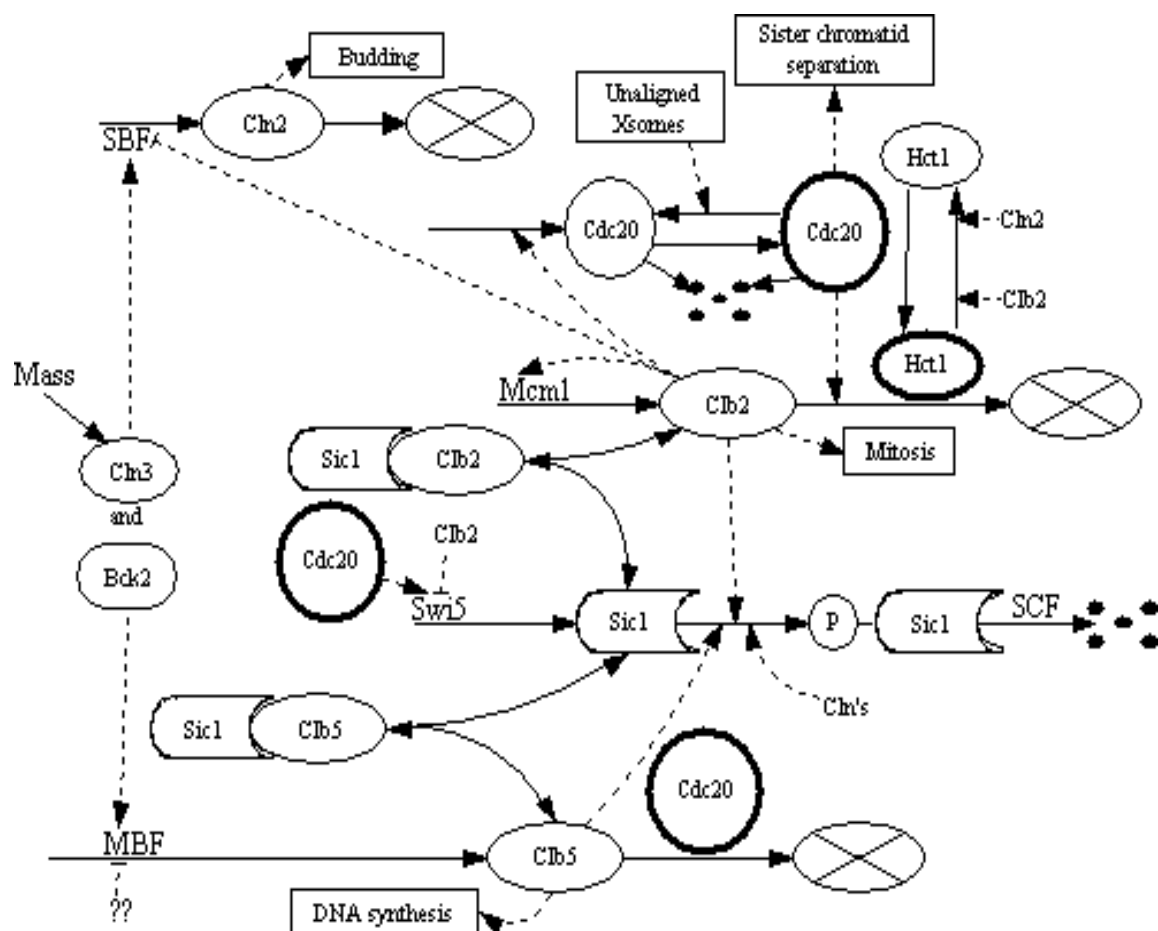 Sister chromatid
separation
Budding
Unaligned
Xsomes
Cln2
SBF
Hct1
Cdc20
Cdc20
Cln2
Clb2
Hct1
Mass
Mcm1
Clb2
Mitosis
Sic1
Clb2
Cln3
and
Bck2
Cdc20
Clb2
Swi5
Sic1
P
Sic1
SCF
Cln's
Sic1
Clb5
Cdc20
MBF
Clb5
??
DNA synthesis